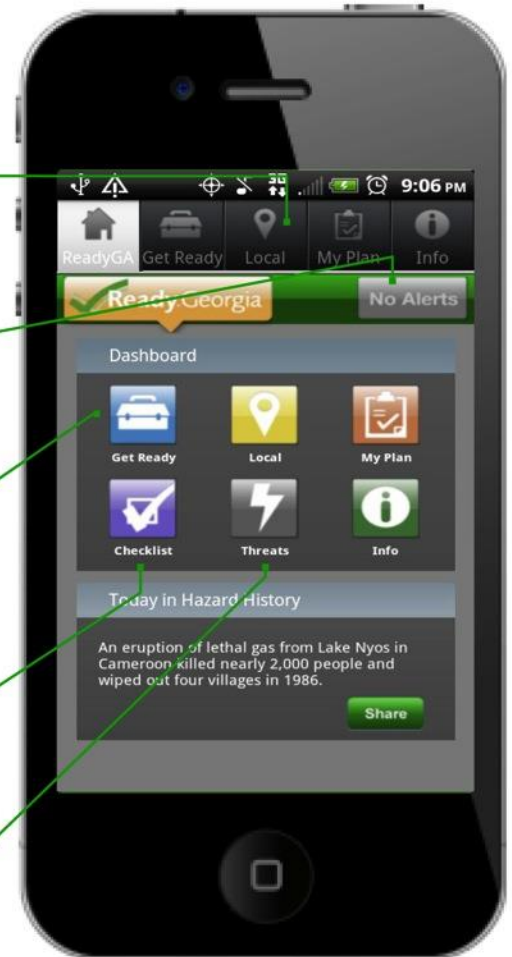 3G
9:06 PM
ReadyGA Get Ready Local My Plan Info
Ready.Georgia
No Alerts
Dashboard
Get Ready Local My Plan
Checklist Threats Info
Today in Hazard History
An eruption of lethal gas from Lake Nyos in
Cameroon killed nearly 2,000 people and
wiped out four villages in 1986.
Share